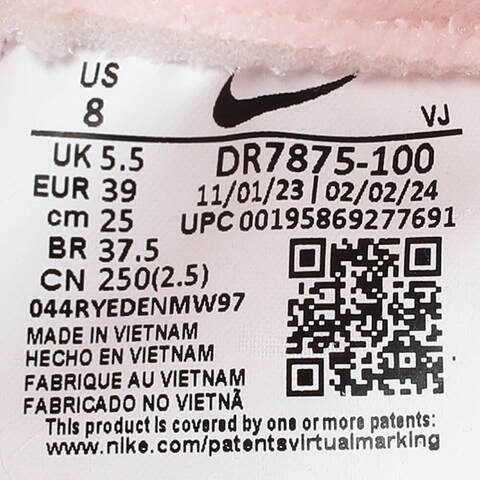 US
8
VJ
UK 5.5
EUR 39
cm 25
BR 37.5
CN 250(2.5)
DR7875-100
11/01/23 | 02/02/24
UPC 00195869277691
044RYEDENMW97
MADE IN VIETNAM
HECHO EN VIETNAM
FABRIQUE AU VIETNAM
FABRICADO NO VIETNÃ
This product is covered by one or more patents:
www.nike.com/patentsvirtualmarking